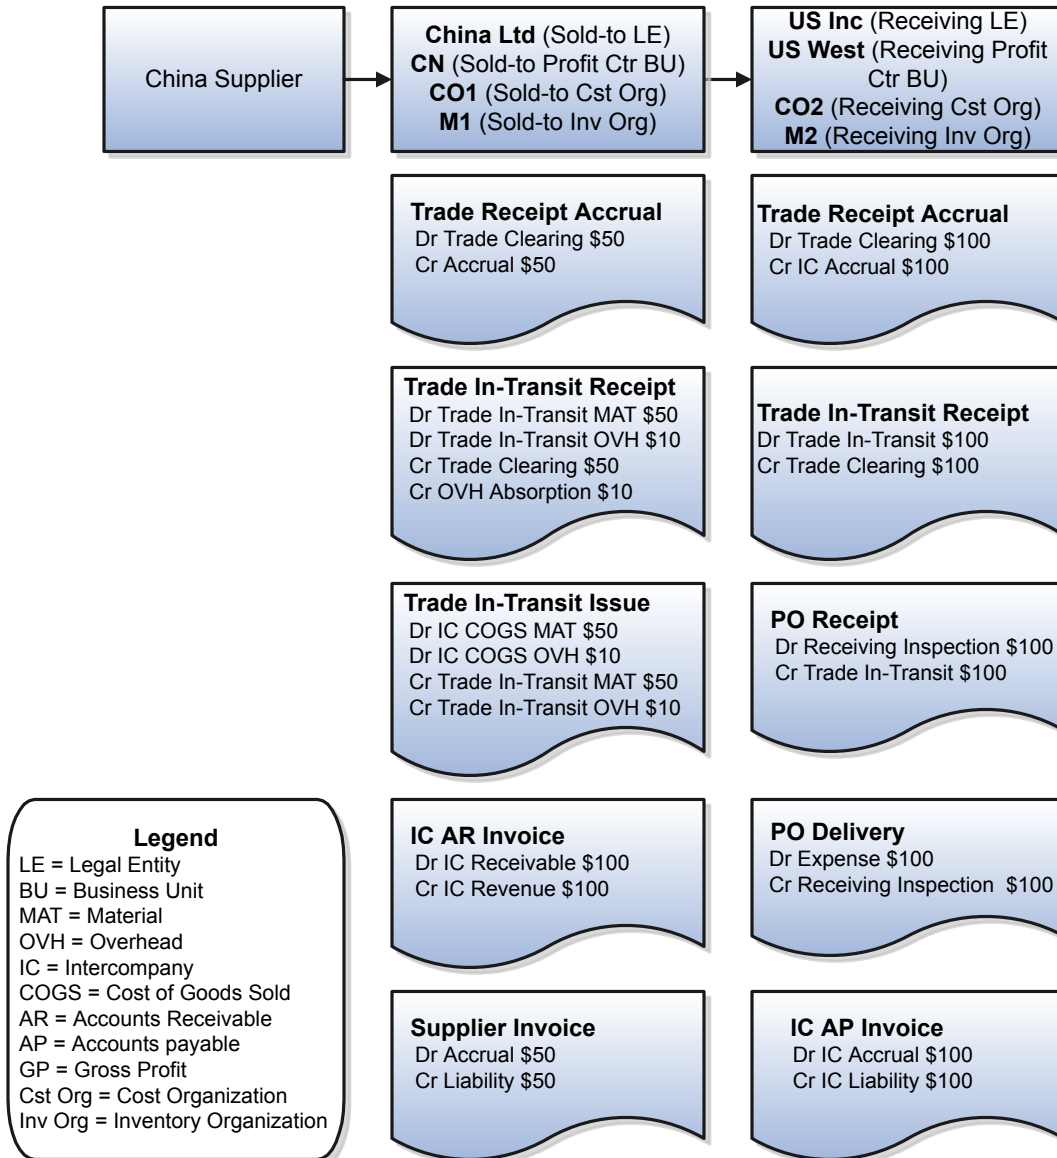 China Supplier
China Ltd (Sold-to LE)
CN (Sold-to Profit Ctr BU)
CO1 (Sold-to Cst Org)
M1 (Sold-to Inv Org)
US Inc (Receiving LE)
US West (Receiving Profit
Ctr BU)
CO2 (Receiving Cst Org)
M2 (Receiving Inv Org)
Trade Receipt Accrual
Dr Trade Clearing $50
Cr Accrual $50
Trade Receipt Accrual
Dr Trade Clearing $100
Cr IC Accrual $100
Trade In-Transit Receipt
Dr Trade In-Transit MAT $50
Dr Trade In-Transit OVH $10
Cr Trade Clearing $50
Cr OVH Absorption $10
Trade In-Transit Receipt
Dr Trade In-Transit $100
Cr Trade Clearing $100
Trade In-Transit Issue
Dr IC COGS MAT $50
Dr IC COGS OVH $10
Cr Trade In-Transit MAT $50
Cr Trade In-Transit OVH $10
PO Receipt
Dr Receiving Inspection $100
Cr Trade In-Transit $100
Legend
LE = Legal Entity
BU = Business Unit
MAT = Material
OVH = Overhead
IC = Intercompany
COGS = Cost of Goods Sold
AR = Accounts Receivable
AP = Accounts payable
GP = Gross Profit
Cst Org = Cost Organization
Inv Org = Inventory Organization
IC AR Invoice
Dr IC Receivable $100
Cr IC Revenue $100
PO Delivery
Dr Expense $100
Cr Receiving Inspection  $100
Supplier Invoice
Dr Accrual $50
Cr Liability $50
IC AP Invoice
Dr IC Accrual $100
Cr IC Liability $100